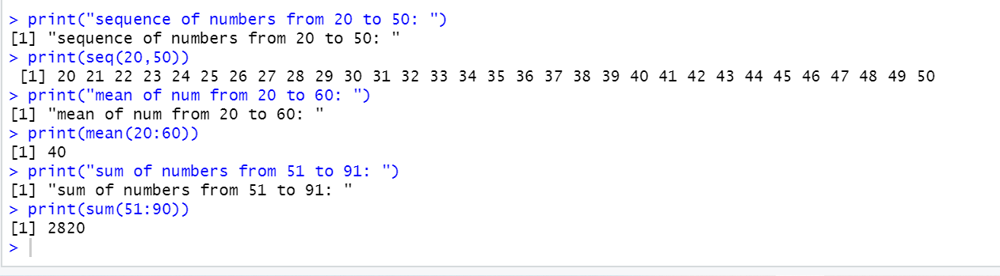 > print("sequence of numbers from 20 to 50: ")
[1] "sequence of numbers from 20 to 50: "
> print(seq(20,50))
 [1] 20 21 22 23 24 25 26 27 28 29 30 31 32 33 34 35 36 37 38 39 40 41 42 43 44 45 46 47 48 49 50
> print("mean of num from 20 to 60: ")
[1] "mean of num from 20 to 60: "
> print(mean(20:60))
[1] 40
> print("sum of numbers from 51 to 91: ")
[1] "sum of numbers from 51 to 91: "
> print(sum(51:90))
[1] 2820
>